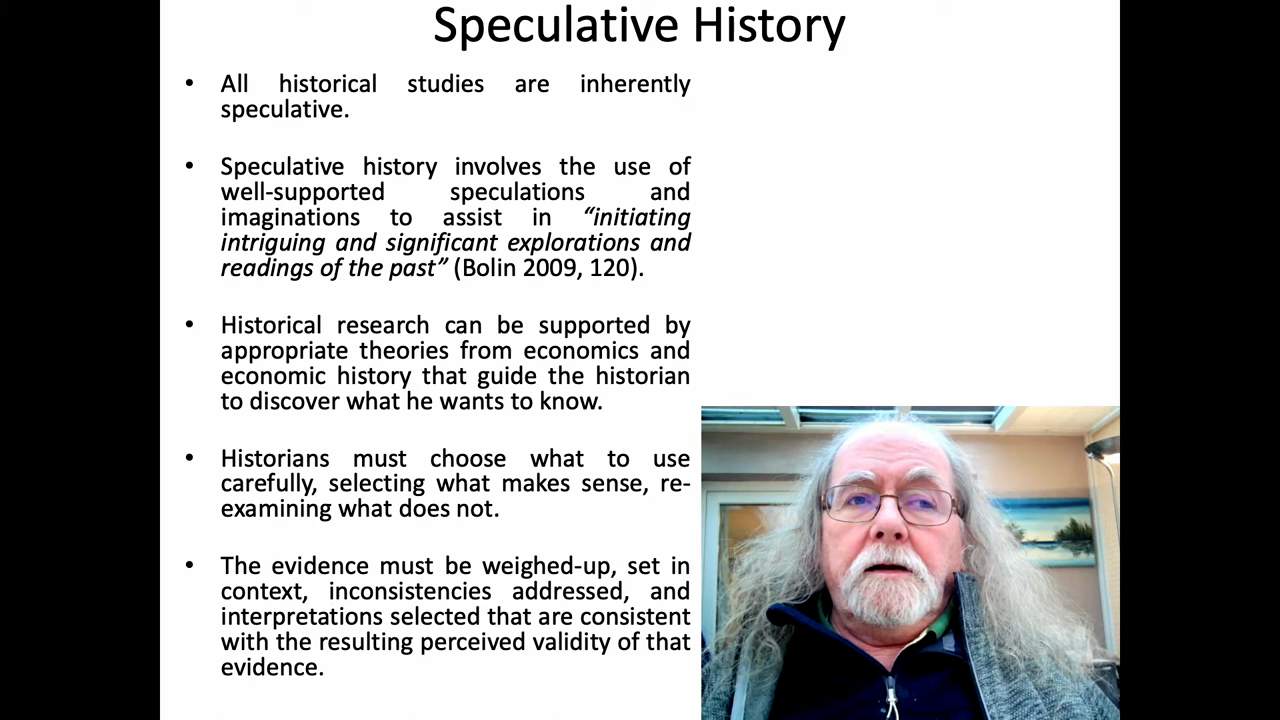 Speculative History
• All historical studies are inherently
speculative.
• Speculative history involves the use of
well-supported speculations and
imaginations to assist in “initiating
intriguing and significant explorations and
readings of the past” (Bolin 2009, 120).
• Historical research can be supported by
appropriate theories from economics and
economic history that guide the historian
to discover what he wants to know.
• Historians must choose what to use
carefully, selecting what makes sense, re-
examining what does not.
• The evidence must be weighed-up, set in
context, inconsistencies addressed, and
interpretations selected that are consistent
with the resulting perceived validity of that
evidence.